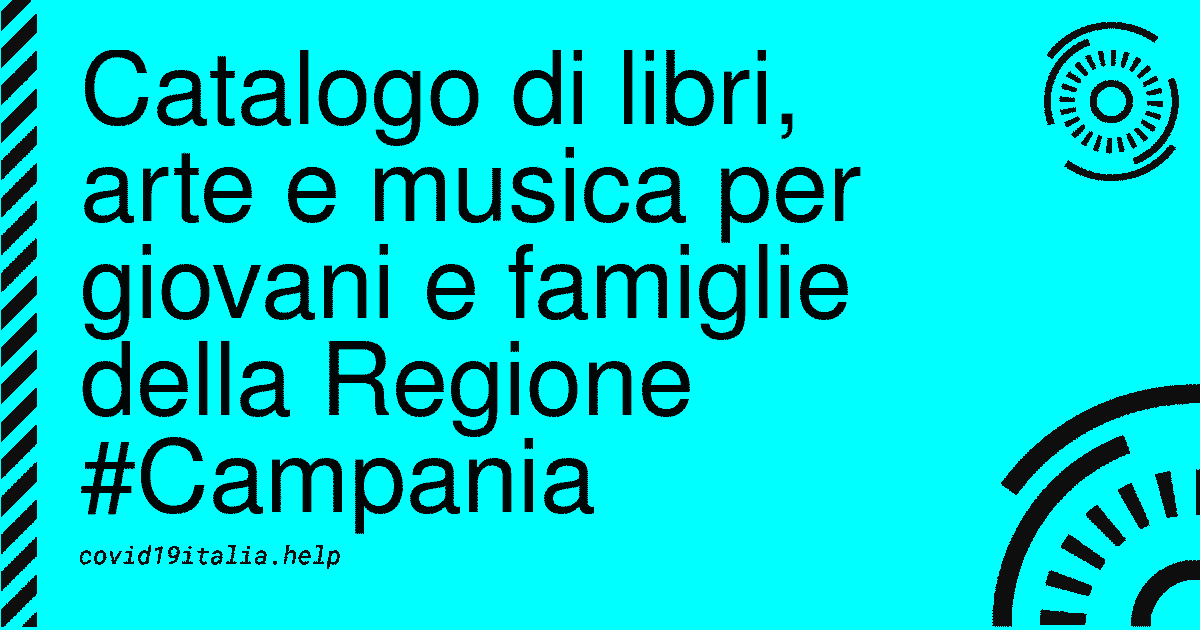 Catalogo di libri,
arte e musica per
giovani e famiglie
della Regione
#Campania
covid19italia.help